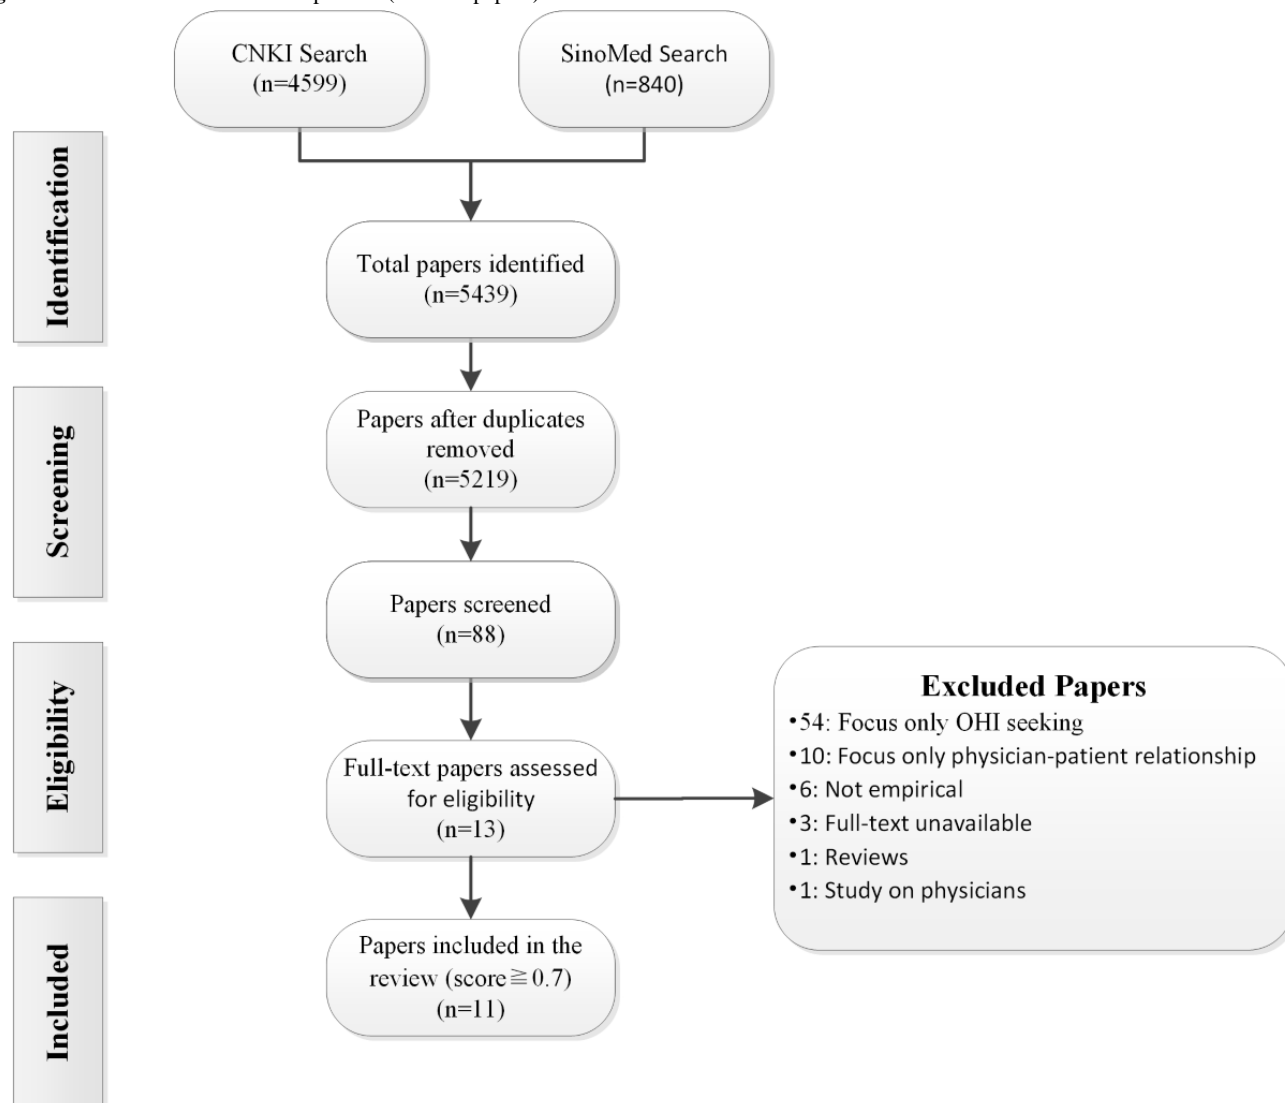 CNKI Search
(n=4599)
SinoMed Search
(n=840)
Identification
Total papers identified
(n=5439)
Screening
Papers after duplicates
removed
(n=5219)
Papers screened
(n=88)
Eligibility
Full-text papers assessed
for eligibility
(n=13)
Excluded Papers
•54: Focus only OHI seeking
•10: Focus only physician-patient relationship
•6: Not empirical
•3: Full-text unavailable
•1: Reviews
•1: Study on physicians
Included
Papers included in the
review (score≧0.7)
(n=11)